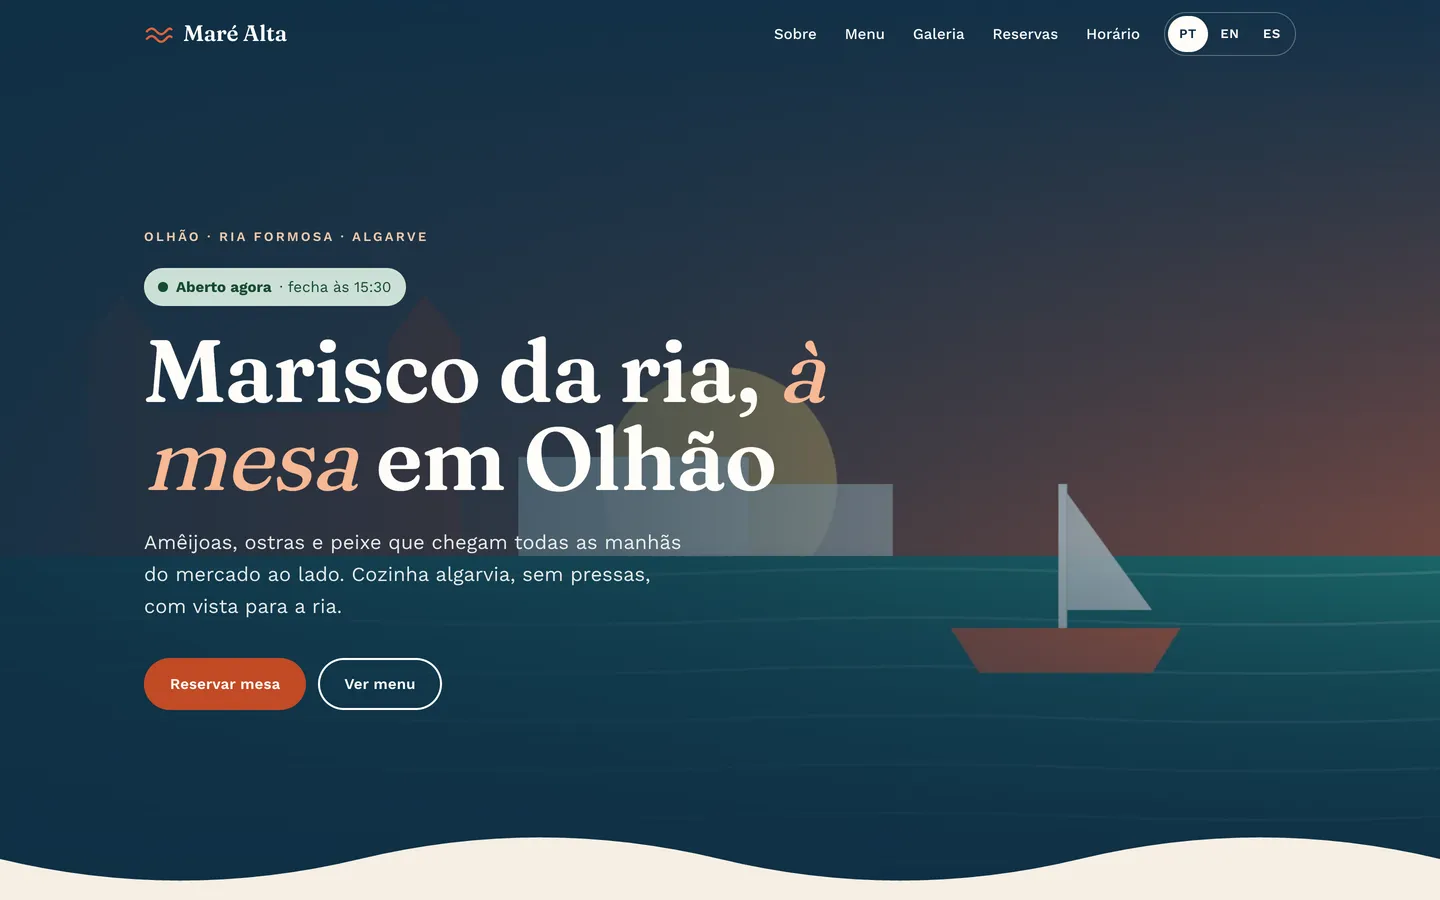 Maré Alta
Sobre Menu Galeria Reservas Horário PT EN ES
OLHÃO · RIA FORMOSA · ALGARVE
Aberto agora · fecha às 15:30
Marisco da ria, à
mesa em Olhão
Amêijoas, ostras e peixe que chegam todas as manhãs
do mercado ao lado. Cozinha algarvia, sem pressas,
com vista para a ria.
Reservar mesa Ver menu